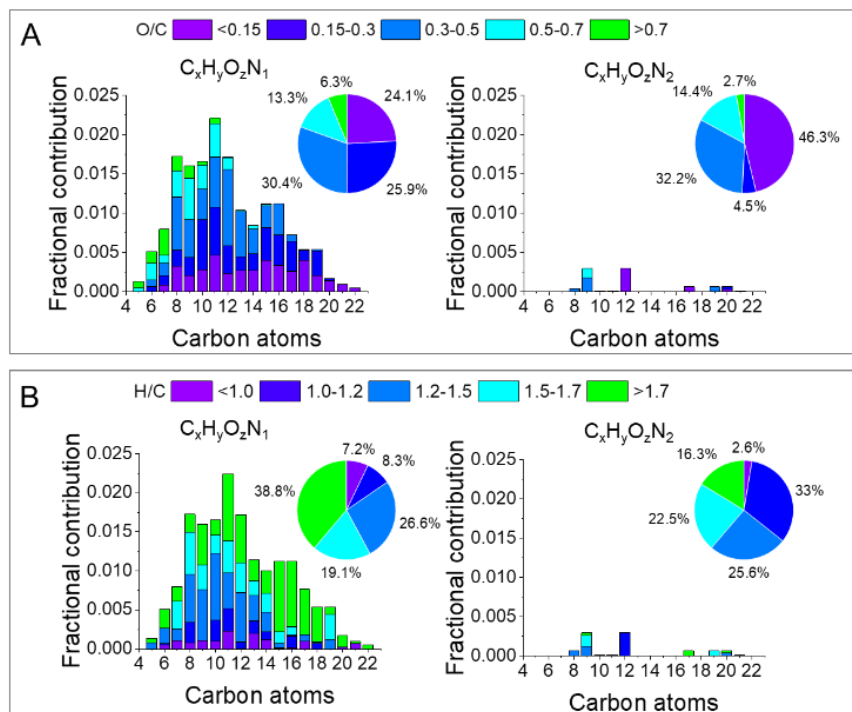 A
O/C <0.15 0.15-0.3 0.3-0.5 0.5-0.7 >0.7
CxHyOzN1
CxHyOzN2
Fractional contribution
0.025
0.020
0.015
0.010
0.005
0.000
4 6 8 10 12 14 16 18 20 22
Carbon atoms
6.3%
24.1%
13.3%
30.4%
25.9%
Fractional contribution
0.025
0.020
0.015
0.010
0.005
0.000
4 6 8 10 12 14 16 18 20 22
Carbon atoms
2.7%
14.4%
46.3%
32.2%
4.5%
B
H/C <1.0 1.0-1.2 1.2-1.5 1.5-1.7 >1.7
CxHyOzN1
CxHyOzN2
Fractional contribution
0.025
0.020
0.015
0.010
0.005
0.000
4 6 8 10 12 14 16 18 20 22
Carbon atoms
7.2%
8.3%
38.8%
26.6%
19.1%
Fractional contribution
0.025
0.020
0.015
0.010
0.005
0.000
4 6 8 10 12 14 16 18 20 22
Carbon atoms
2.6%
16.3%
33%
22.5%
25.6%